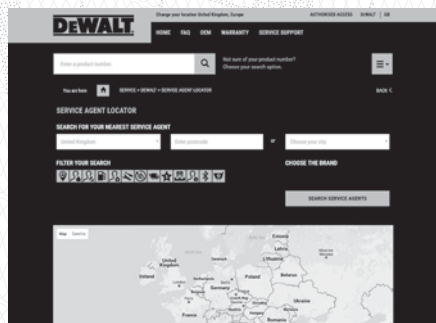 DEWALT
Change your location United Kingdom, Europe
AUTHORISED ACCESS DEWALT GB
HOME FAQ OEM WARRANTY SERVICE SUPPORT
Enter a product number
Not sure of your product number?
Choose your search option.
You are here SERVICE > DEWALT > SERVICE AGENT LOCATOR
BACK <
SERVICE AGENT LOCATOR
SEARCH FOR YOUR NEAREST SERVICE AGENT
United Kingdom Enter postcode or Choose your city
FILTER YOUR SEARCH CHOOSE THE BRAND
SEARCH SERVICE AGENTS
Map Satellite
Estonia
Latvia
Lithuania
United
Kingdom
Ireland
Poland
Belarus
Germany
Ukraine
France
Romania